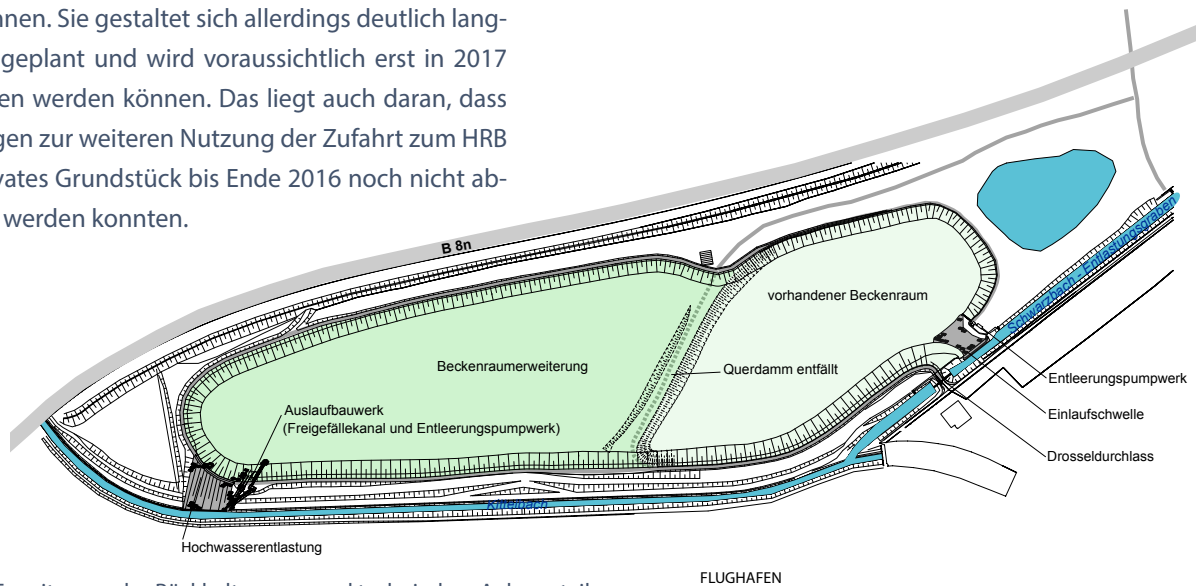 nnen. Sie gestaltet sich allerdings deutlich lang-
geplant und wird voraussichtlich erst in 2017
en werden können. Das liegt auch daran, dass
gen zur weiteren Nutzung der Zufahrt zum HRB
vates Grundstück bis Ende 2016 noch nicht ab-
werden konnten.
B 8n
Schwarzbach - Entlastungsgraben
vorhandener Beckenraum
Beckenraumerweiterung
Querdamm entfällt
Entleerungspumpwerk
Auslaufbauwerk
(Freigefällekanal und Entleerungspumpwerk)
Einlaufschwelle
Drosseldurchlass
Kittelbach
Hochwasserentlastung
FLUGHAFEN